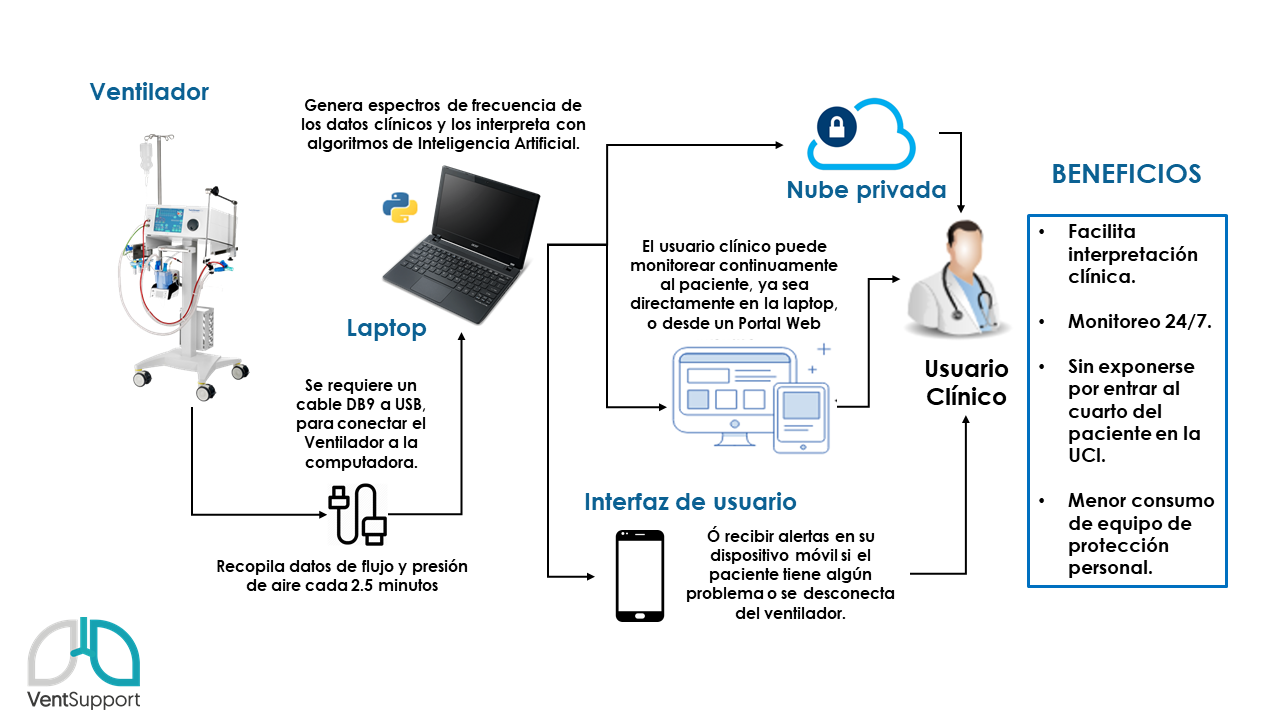 Ventilador
Genera espectros de frecuencia de
los datos clínicos y los interpreta con
algoritmos de Inteligencia Artificial.
Laptop
Se requiere un
cable DB9 a USB,
para conectar el
Ventilador a la
computadora.
Recopila datos de flujo y presión
de aire cada 2.5 minutos
Nube privada
El usuario clínico puede
monitorear continuamente
al paciente, ya sea
directamente en la laptop,
o desde un Portal Web
Usuario
Clínico
Interfaz de usuario
Ó recibir alertas en su
dispositivo móvil si el
paciente tiene algún
problema o se desconecta
del ventilador.
BENEFICIOS
• Facilita
interpretación
clínica.
• Monitoreo 24/7.
• Sin exponerse
por entrar al
cuarto del
paciente en la
UCI.
• Menor consumo
de equipo de
protección
personal.
VentSupport